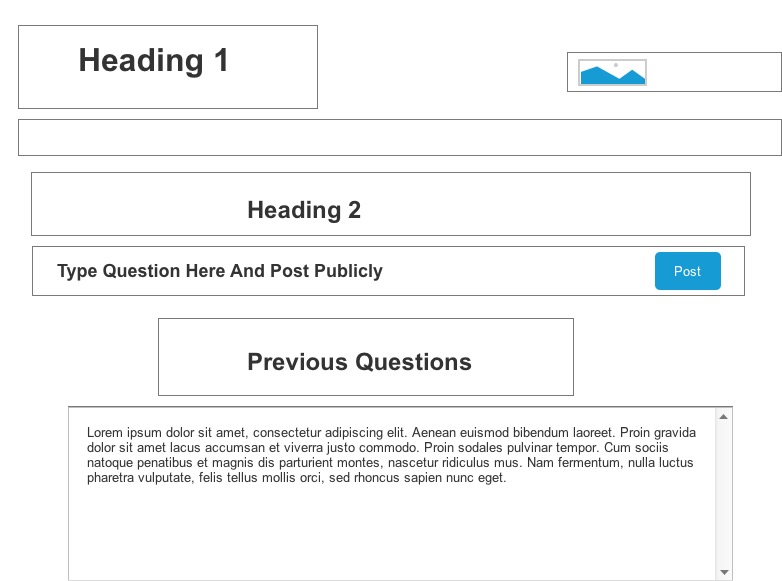 Heading 1
Heading 2
Type Question Here And Post Publicly
Post
Previous Questions
Lorem ipsum dolor sit amet, consectetur adipiscing elit. Aenean euismod bibendum laoreet. Proin gravida
dolor sit amet lacus accumsan et viverra justo commodo. Proin sodales pulvinar tempor. Cum sociis
natoque penatibus et magnis dis parturient montes, nascetur ridiculus mus. Nam fermentum, nulla luctus
pharetra vulputate, felis tellus mollis orci, sed rhoncus sapien nunc eget.